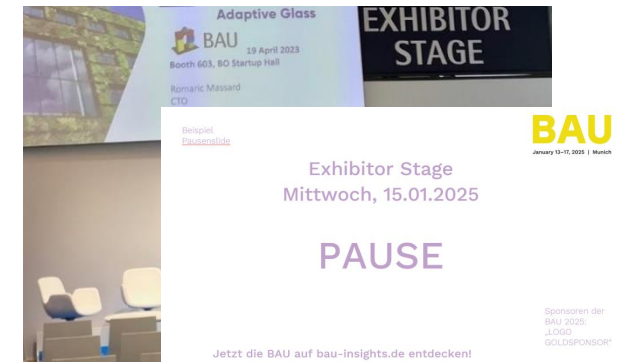 Adaptive Glass
BAU
19 April 2023
Booth 603, BO Startup Hall
Romaric Massard
CTO
EXHIBITOR
STAGE
Beispiel
Pausenslide
BAU
January 13–17, 2025 | Munich
Exhibitor Stage
Mittwoch, 15.01.2025
PAUSE
Sponsoren der
BAU 2025:
„LOGO
GOLDSPONSOR"
Jetzt die BAU auf bau-insights.de entdecken!